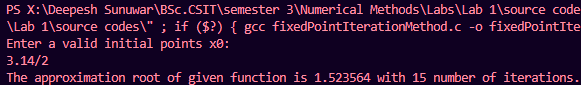 PS X:\Deepesh Sunuwar\BSc.CSIT\semester 3\Numerical Methods\Labs\Lab 1\source code
\Lab 1\source codes\" ; if ($?) { gcc fixedPointIterationMethod.c -o fixedPointIte
Enter a valid initial points x0:
3.14/2
The approximation root of given function is 1.523564 with 15 number of iterations.